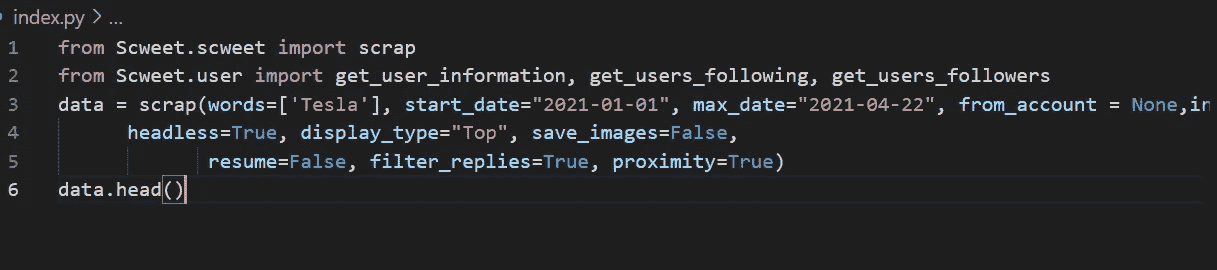 index.py > ...
1 from Scweet.scweet import scrap
2 from Scweet.user import get_user_information, get_users_following, get_users_followers
3 data = scrap(words=['Tesla'], start_date="2021-01-01", max_date="2021-04-22", from_account = None,in
4 headless=True, display_type="Top", save_images=False,
5 resume=False, filter_replies=True, proximity=True)
6 data.head()